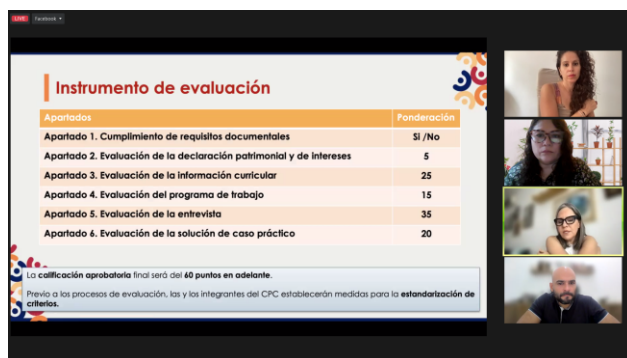 LIVE Facebook
Instrumento de evaluación
Apartados Ponderación
Apartado 1. Cumplimiento de requisitos documentales Si /No
Apartado 2. Evaluación de la declaración patrimonial y de intereses 5
Apartado 3. Evaluación de la información curricular 25
Apartado 4. Evaluación del programa de trabajo 15
Apartado 5. Evaluación de la entrevista 35
Apartado 6. Evaluación de la solución de caso práctico 20
La calificación aprobatoria final será del 60 puntos en adelante.
Previo a los procesos de evaluación, las y los integrantes del CPC establecerán medidas para la estandarización de
criterios.